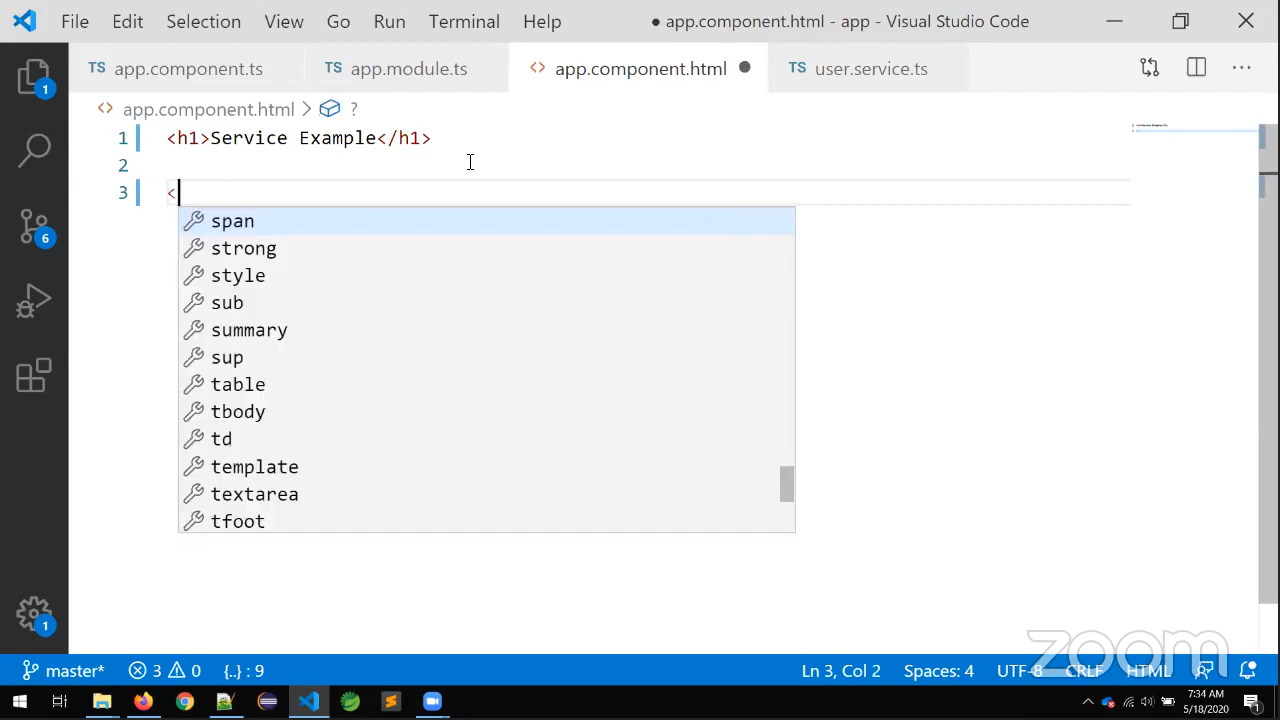 File Edit Selection View Go Run Terminal Help ● app.component.html - app - Visual Studio Code
TS app.component.ts TS app.module.ts <> app.component.html ● TS user.service.ts ...
<> app.component.html > ?
1 <h1>Service Example</h1>
2
3 <
span
strong
style
sub
summary
sup
table
tbody
td
template
textarea
tfoot
1
6
1
zoom
master* 3 0 {..} : 9 Ln 3, Col 2 Spaces: 4 UTF-8 CRLF HTML
7:34 AM
5/18/2020
1